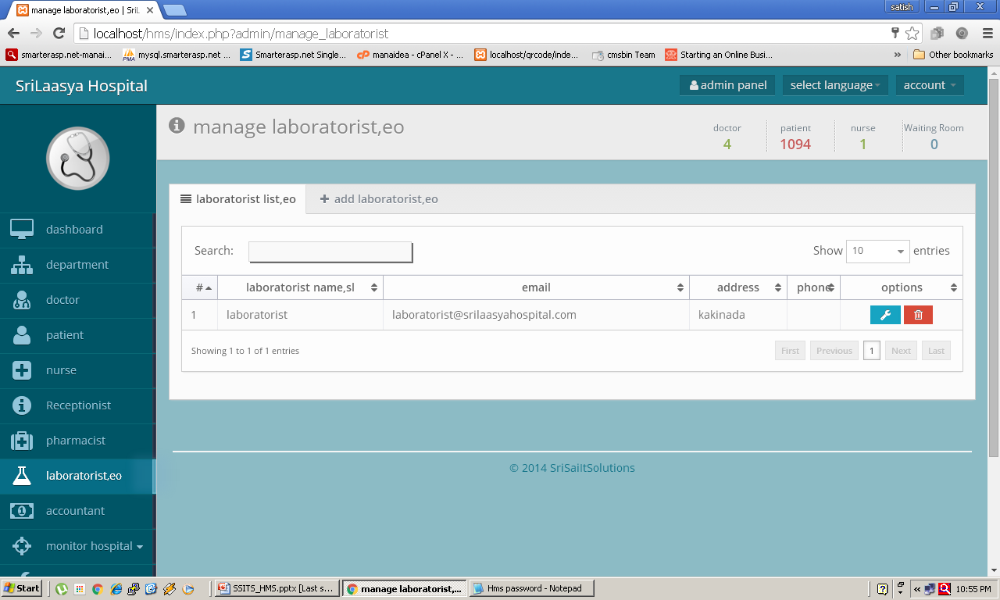 manage laboratorist,eo | SriL
satish
localhost/hms/index.php?admin/manage_laboratorist
smarterasp.net-manai... mysql.smarterasp.net ... Smarterasp.net Single... manaidea - cPanel X - ... localhost/qrcode/inde... cmsbin Team Starting an Online Busi... » Other bookmarks
SriLaasya Hospital
admin panel select language account
manage laboratorist,eo
doctor patient nurse Waiting Room
4 1094 1 0
laboratorist list,eo add laboratorist,eo
Search: Show 10 entries
# laboratorist name,sl email address phone options
1 laboratorist laboratorist@srilaasyahospital.com kakinada
Showing 1 to 1 of 1 entries First Previous 1 Next Last
dashboard
department
doctor
patient
nurse
Receptionist
pharmacist
laboratorist,eo
accountant
monitor hospital
© 2014 SriSaiItSolutions
Start SSITS_HMS.pptx [Last s... manage laboratorist,... Hms password - Notepad « 10:55 PM